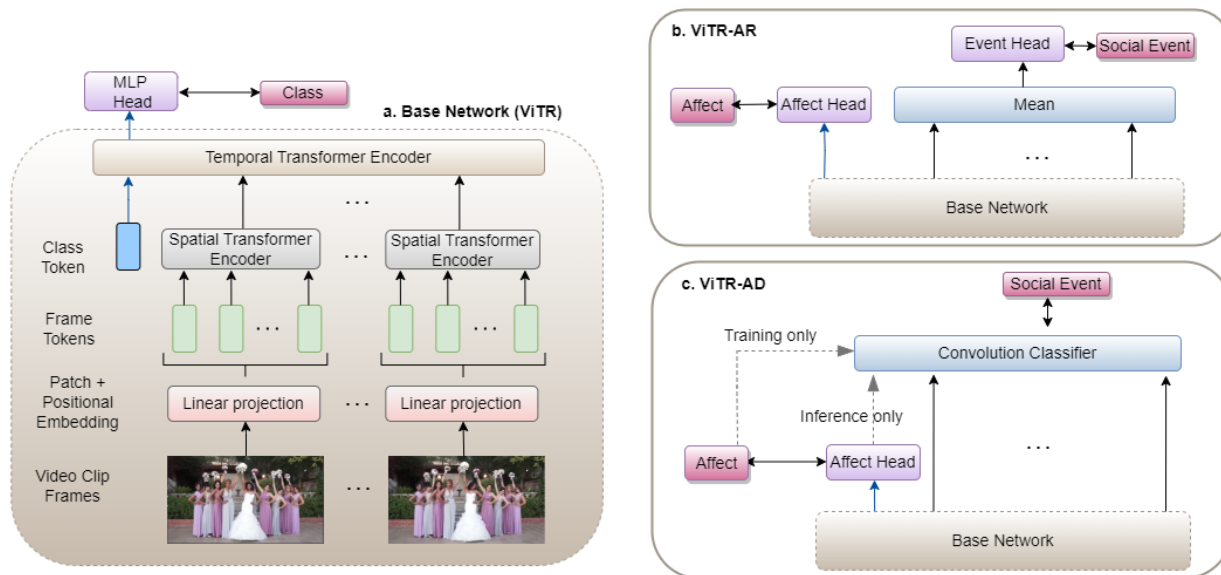 MLP
Head
Class
a. Base Network (ViTR)
Temporal Transformer Encoder
...
Class
Token
Spatial Transformer
Encoder
...
Spatial Transformer
Encoder
Frame
Tokens
...
...
Patch +
Positional
Embedding
Linear projection
...
Linear projection
Video Clip
Frames
...
b. ViTR-AR
Event Head
Social Event
Affect
Affect Head
Mean
...
Base Network
c. ViTR-AD
Social Event
Training only
Convolution Classifier
Inference only
...
Affect
Affect Head
Base Network